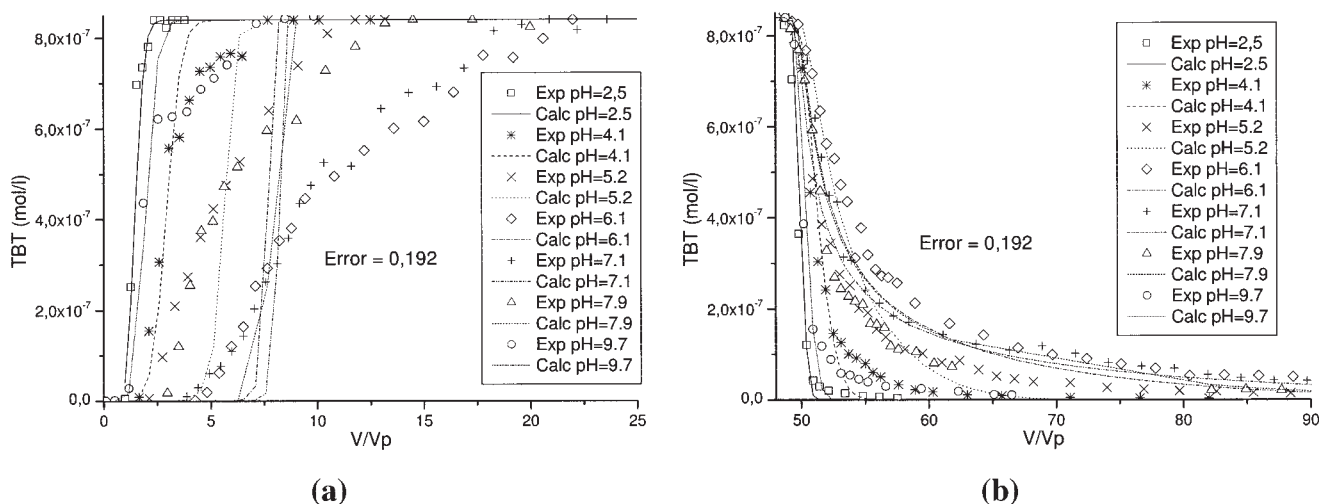 8,0x10⁻⁷
6,0x10⁻⁷
4,0x10⁻⁷
2,0x10⁻⁷
0,0
TBT (mol/l)
0
5
10
15
20
25
V/Vp
Error = 0,192
Exp pH=2,5
Calc pH=2.5
Exp pH=4.1
Calc pH=4.1
Exp pH=5.2
Calc pH=5.2
Exp pH=6.1
Calc pH=6.1
Exp pH=7.1
Calc pH=7.1
Exp pH=7.9
Calc pH=7.9
Exp pH=9.7
Calc pH=9.7
(a)
8,0x10⁻⁷
6,0x10⁻⁷
4,0x10⁻⁷
2,0x10⁻⁷
0,0
TBT (mol/l)
50
60
70
80
90
V/Vp
Error = 0,192
Exp pH=2,5
Calc pH=2.5
Exp pH=4.1
Calc pH=4.1
Exp pH=5.2
Calc pH=5.2
Exp pH=6.1
Calc pH=6.1
Exp pH=7.1
Calc pH=7.1
Exp pH=7.9
Calc pH=7.9
Exp pH=9.7
Calc pH=9.7
(b)